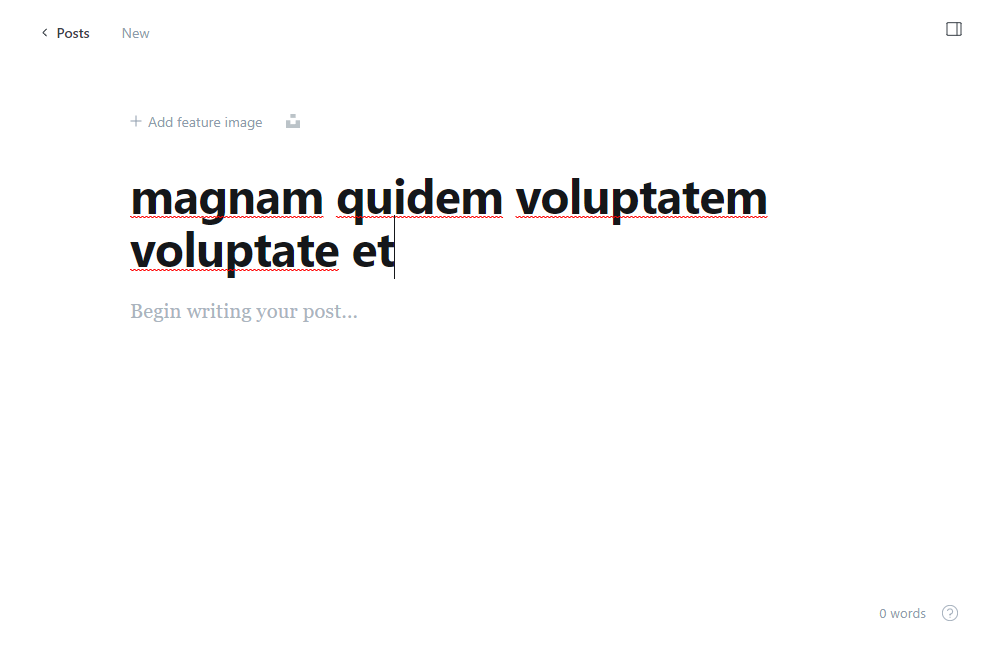 Posts
New
Add feature image
magnam quidem voluptatem
voluptate et
Begin writing your post...
0 words
?